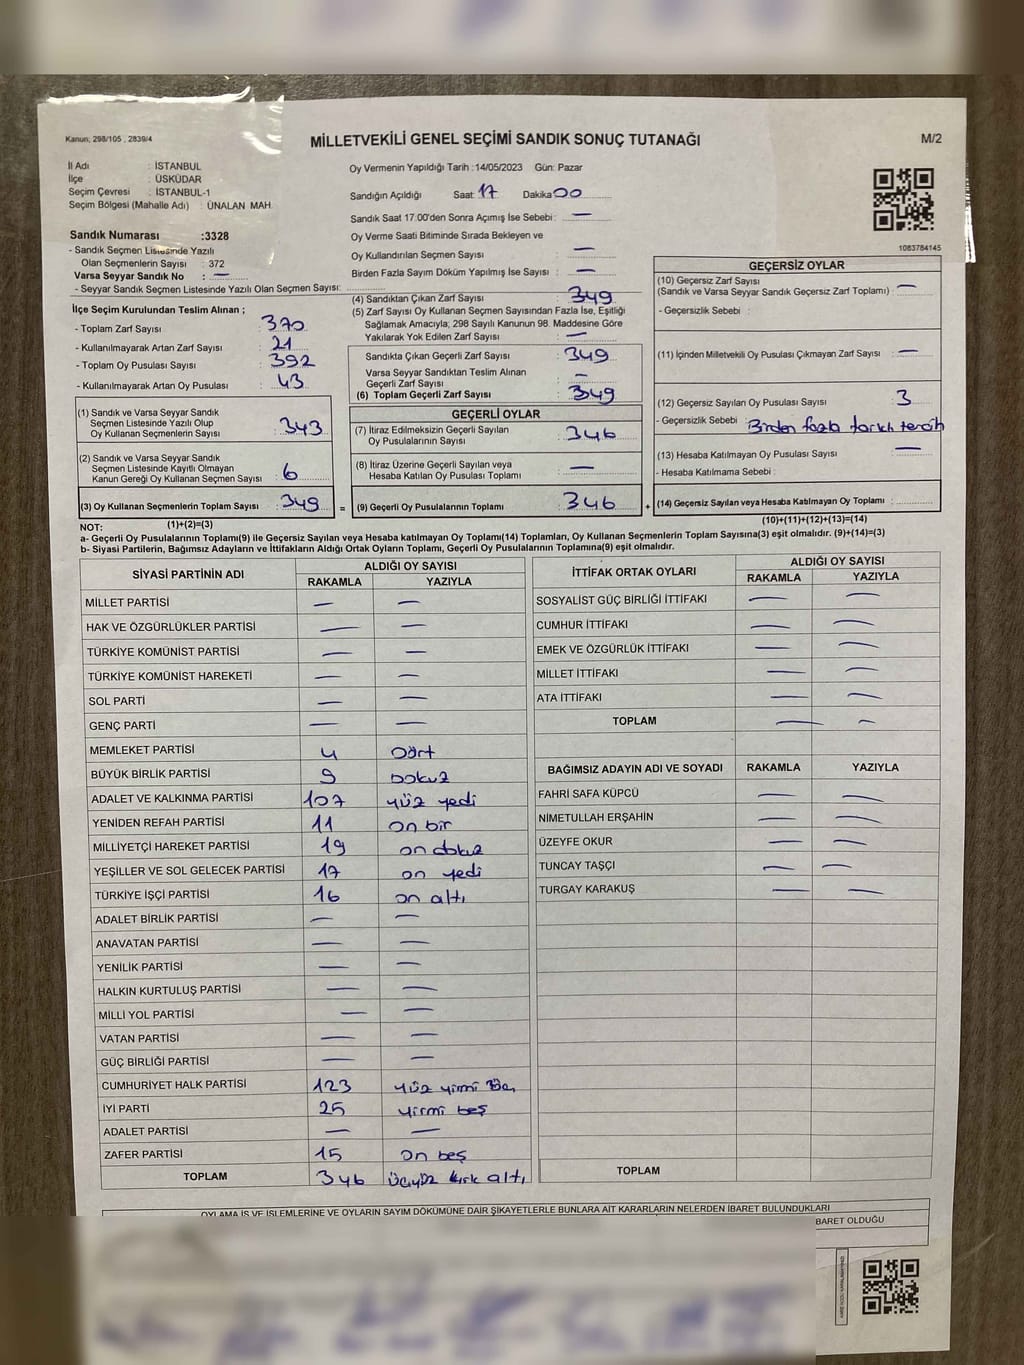 Kanun: 298/105 , 2839/4
MİLLETVEKİLİ GENEL SEÇİMİ SANDIK SONUÇ TUTANAĞI
M/2
İl Adı : İSTANBUL
İlçe : ÜSKÜDAR
Seçim Çevresi : İSTANBUL-1
Seçim Bölgesi (Mahalle Adı) : ÜNALAN MAH.
Oy Vermenin Yapıldığı Tarih :14/05/2023 Gün: Pazar
Sandığın Açıldığı Saat: 17 Dakika: 00
Sandık Saat 17:00'den Sonra Açımış İse Sebebi : —
Oy Verme Saati Bitiminde Sırada Bekleyen ve
Oy Kullandırılan Seçmen Sayısı : —
Birden Fazla Sayım Döküm Yapılmış İse Sayısı : —
1083784145
Sandık Numarası :3328
- Sandık Seçmen Listesinde Yazılı
Olan Seçmenlerin Sayısı : 372
Varsa Seyyar Sandık No : —
- Seyyar Sandık Seçmen Listesinde Yazılı Olan Seçmen Sayısı:
İlçe Seçim Kurulundan Teslim Alınan ;
- Toplam Zarf Sayısı : 370
- Kullanılmayarak Artan Zarf Sayısı : 21
- Toplam Oy Pusulası Sayısı : 392
- Kullanılmayarak Artan Oy Pusulası : 43
(1) Sandık ve Varsa Seyyar Sandık
Seçmen Listesinde Yazılı Olup
Oy Kullanan Seçmenlerin Sayısı : 343
(2) Sandık ve Varsa Seyyar Sandık
Seçmen Listesinde Kayıtlı Olmayan
Kanun Gereği Oy Kullanan Seçmen Sayısı : 6
(3) Oy Kullanan Seçmenlerin Toplam Sayısı : 349
(4) Sandıktan Çıkan Zarf Sayısı : 349
(5) Zarf Sayısı Oy Kullanan Seçmen Sayısından Fazla İse, Eşitliği
Sağlamak Amacıyla; 298 Sayılı Kanunun 98. Maddesine Göre
Yakılarak Yok Edilen Zarf Sayısı : —
Sandıkta Çıkan Geçerli Zarf Sayısı : 349
Varsa Seyyar Sandıktan Teslim Alınan
Geçerli Zarf Sayısı : —
(6) Toplam Geçerli Zarf Sayısı : 349
GEÇERLİ OYLAR
(7) İtiraz Edilmeksizin Geçerli Sayılan
Oy Pusulalarının Sayısı : 346
(8) İtiraz Üzerine Geçerli Sayılan veya
Hesaba Katılan Oy Pusulası Toplamı : —
= (9) Geçerli Oy Pusulalarının Toplamı : 346 +
GEÇERSİZ OYLAR
(10) Geçersiz Zarf Sayısı
(Sandık ve Varsa Seyyar Sandık Geçersiz Zarf Toplamı) : —
- Geçersizlik Sebebi :
(11) İçinden Milletvekili Oy Pusulası Çıkmayan Zarf Sayısı : —
(12) Geçersiz Sayılan Oy Pusulası Sayısı : 3
- Geçersizlik Sebebi : Birden fazla farklı tercih
(13) Hesaba Katılmayan Oy Pusulası Sayısı : —
- Hesaba Katılmama Sebebi :
(14) Geçersiz Sayılan veya Hesaba Katılmayan Oy Toplamı :
NOT: (1)+(2)=(3)
(10)+(11)+(12)+(13)=(14)
a- Geçerli Oy Pusulalarının Toplamı(9) ile Geçersiz Sayılan veya Hesaba katılmayan Oy Toplamı(14) Toplamları, Oy Kullanan Seçmenlerin Toplam Sayısına(3) eşit olmalıdır. (9)+(14)=(3)
b- Siyasi Partilerin, Bağımsız Adayların ve İttifakların Aldığı Ortak Oyların Toplamı, Geçerli Oy Pusulalarının Toplamına(9) eşit olmalıdır.
SİYASİ PARTİNİN ADI ALDIĞI OY SAYISI
RAKAMLA YAZIYLA
MİLLET PARTİSİ — —
HAK VE ÖZGÜRLÜKLER PARTİSİ — —
TÜRKİYE KOMÜNİST PARTİSİ — —
TÜRKİYE KOMÜNİST HAREKETİ — —
SOL PARTİ — —
GENÇ PARTİ — —
MEMLEKET PARTİSİ 4 Dört
BÜYÜK BİRLİK PARTİSİ 9 Dokuz
ADALET VE KALKINMA PARTİSİ 107 yüz yedi
YENİDEN REFAH PARTİSİ 11 on bir
MİLLİYETÇİ HAREKET PARTİSİ 19 on dokuz
YEŞİLLER VE SOL GELECEK PARTİSİ 17 on yedi
TÜRKİYE İŞÇİ PARTİSİ 16 on altı
ADALET BİRLİK PARTİSİ — —
ANAVATAN PARTİSİ — —
YENİLİK PARTİSİ — —
HALKIN KURTULUŞ PARTİSİ — —
MİLLİ YOL PARTİSİ — —
VATAN PARTİSİ — —
GÜÇ BİRLİĞİ PARTİSİ — —
CUMHURİYET HALK PARTİSİ 123 yüz yirmi üç
İYİ PARTİ 25 yirmi beş
ADALET PARTİSİ — —
ZAFER PARTİSİ 15 on beş
TOPLAM 346 üçyüz kırk altı
İTTİFAK ORTAK OYLARI ALDIĞI OY SAYISI
RAKAMLA YAZIYLA
SOSYALİST GÜÇ BİRLİĞİ İTTİFAKI — —
CUMHUR İTTİFAKI — —
EMEK VE ÖZGÜRLÜK İTTİFAKI — —
MİLLET İTTİFAKI — —
ATA İTTİFAKI — —
TOPLAM — —
BAĞIMSIZ ADAYIN ADI VE SOYADI RAKAMLA YAZIYLA
FAHRİ SAFA KÜPCÜ — —
NİMETULLAH ERŞAHİN — —
ÜZEYFE OKUR — —
TUNCAY TAŞÇI — —
TURGAY KARAKUŞ — —
TOPLAM
OYLAMA İŞ VE İŞLEMLERİNE VE OYLARIN SAYIM DÖKÜMÜNE DAİR ŞİKAYETLERLE BUNLARA AİT KARARLARIN NELERDEN İBARET BULUNDUKLARI
BARET OLDUĞU